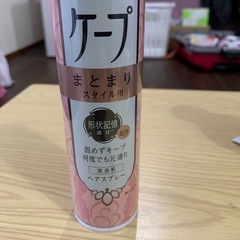 ケープ
まとまり
スタイル用
形状記憶
成分
固めずキープ
何度でも元通り
無香料
ヘアスプレー